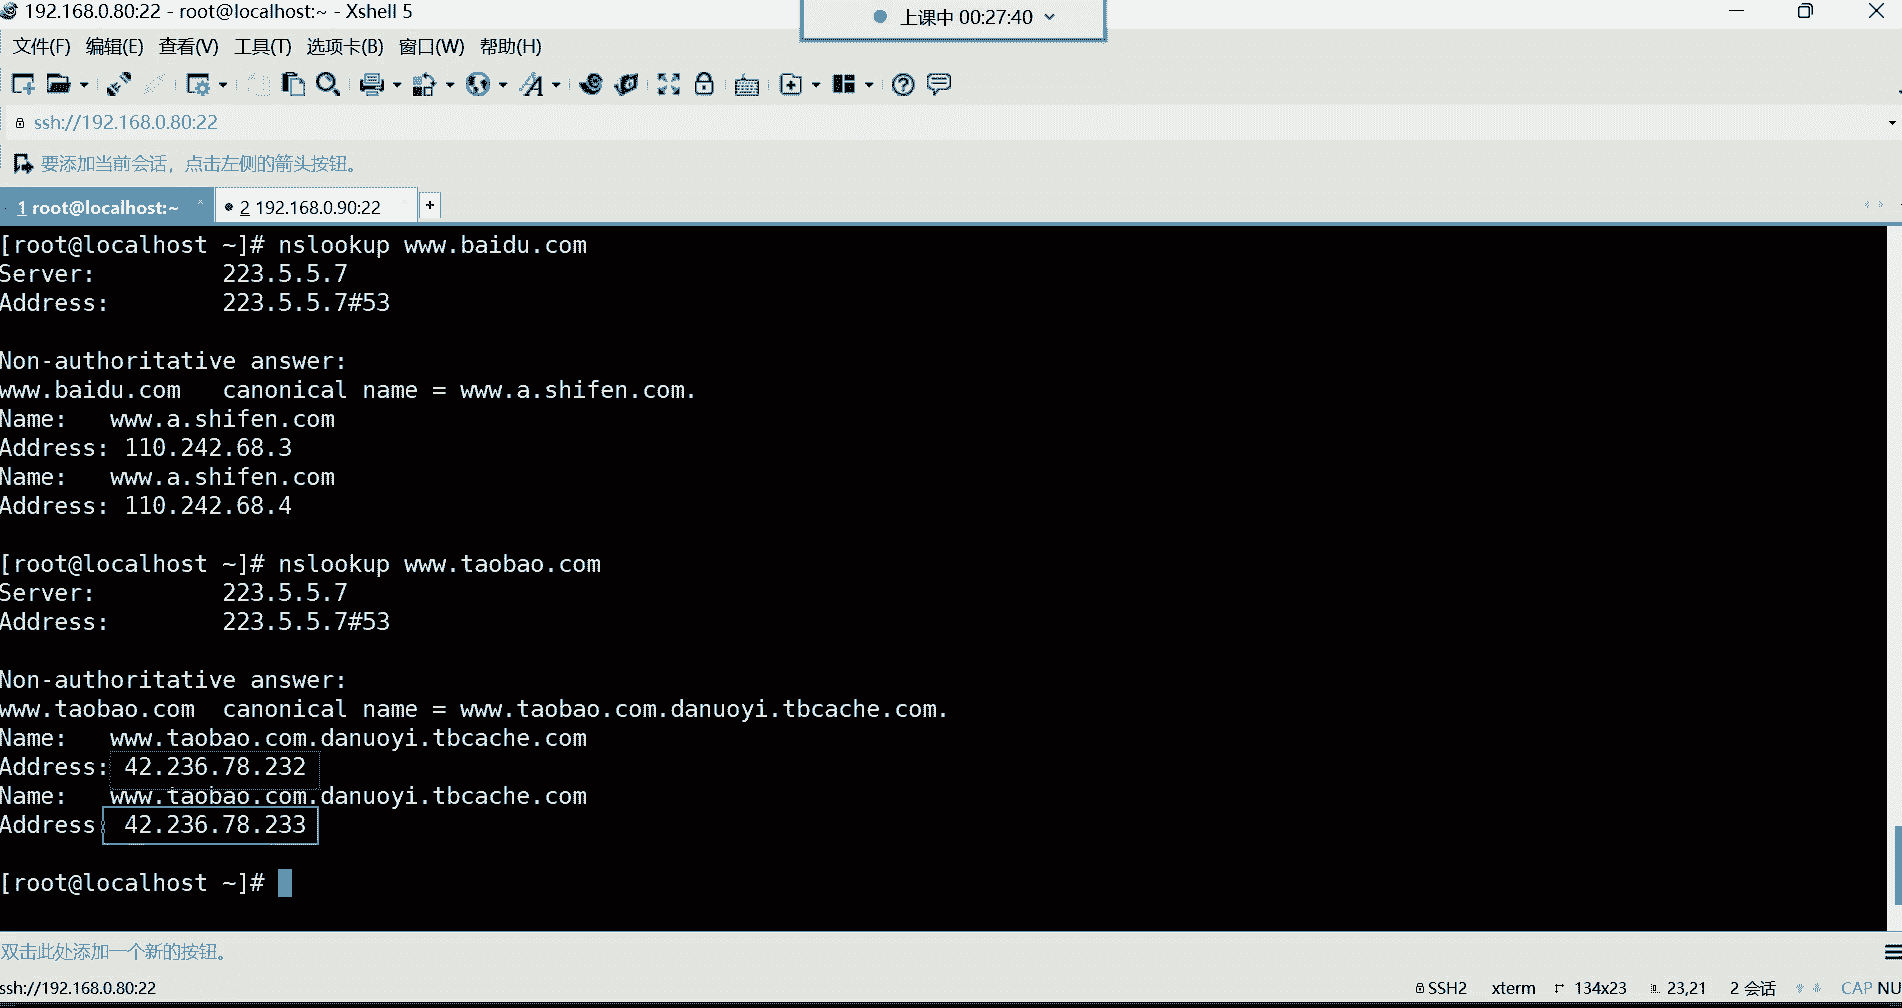 192.168.0.80:22 - root@localhost:~ - Xshell 5
上课中 00:27:40
文件(F) 编辑(E) 查看(V) 工具(T) 选项卡(B) 窗口(W) 帮助(H)
ssh://192.168.0.80:22
要添加当前会话，点击左侧的箭头按钮。
1 root@localhost:~ 2 192.168.0.90:22
[root@localhost ~]# nslookup www.baidu.com
Server: 223.5.5.7
Address: 223.5.5.7#53
Non-authoritative answer:
www.baidu.com canonical name = www.a.shifen.com.
Name: www.a.shifen.com
Address: 110.242.68.3
Name: www.a.shifen.com
Address: 110.242.68.4
[root@localhost ~]# nslookup www.taobao.com
Server: 223.5.5.7
Address: 223.5.5.7#53
Non-authoritative answer:
www.taobao.com canonical name = www.taobao.com.danuoyi.tbcache.com.
Name: www.taobao.com.danuoyi.tbcache.com
Address: 42.236.78.232
Name: www.taobao.com.danuoyi.tbcache.com
Address: 42.236.78.233
[root@localhost ~]#
双击此处添加一个新的按钮。
ssh://192.168.0.80:22 SSH2 xterm 134x23 23,21 2 会话 CAP NU